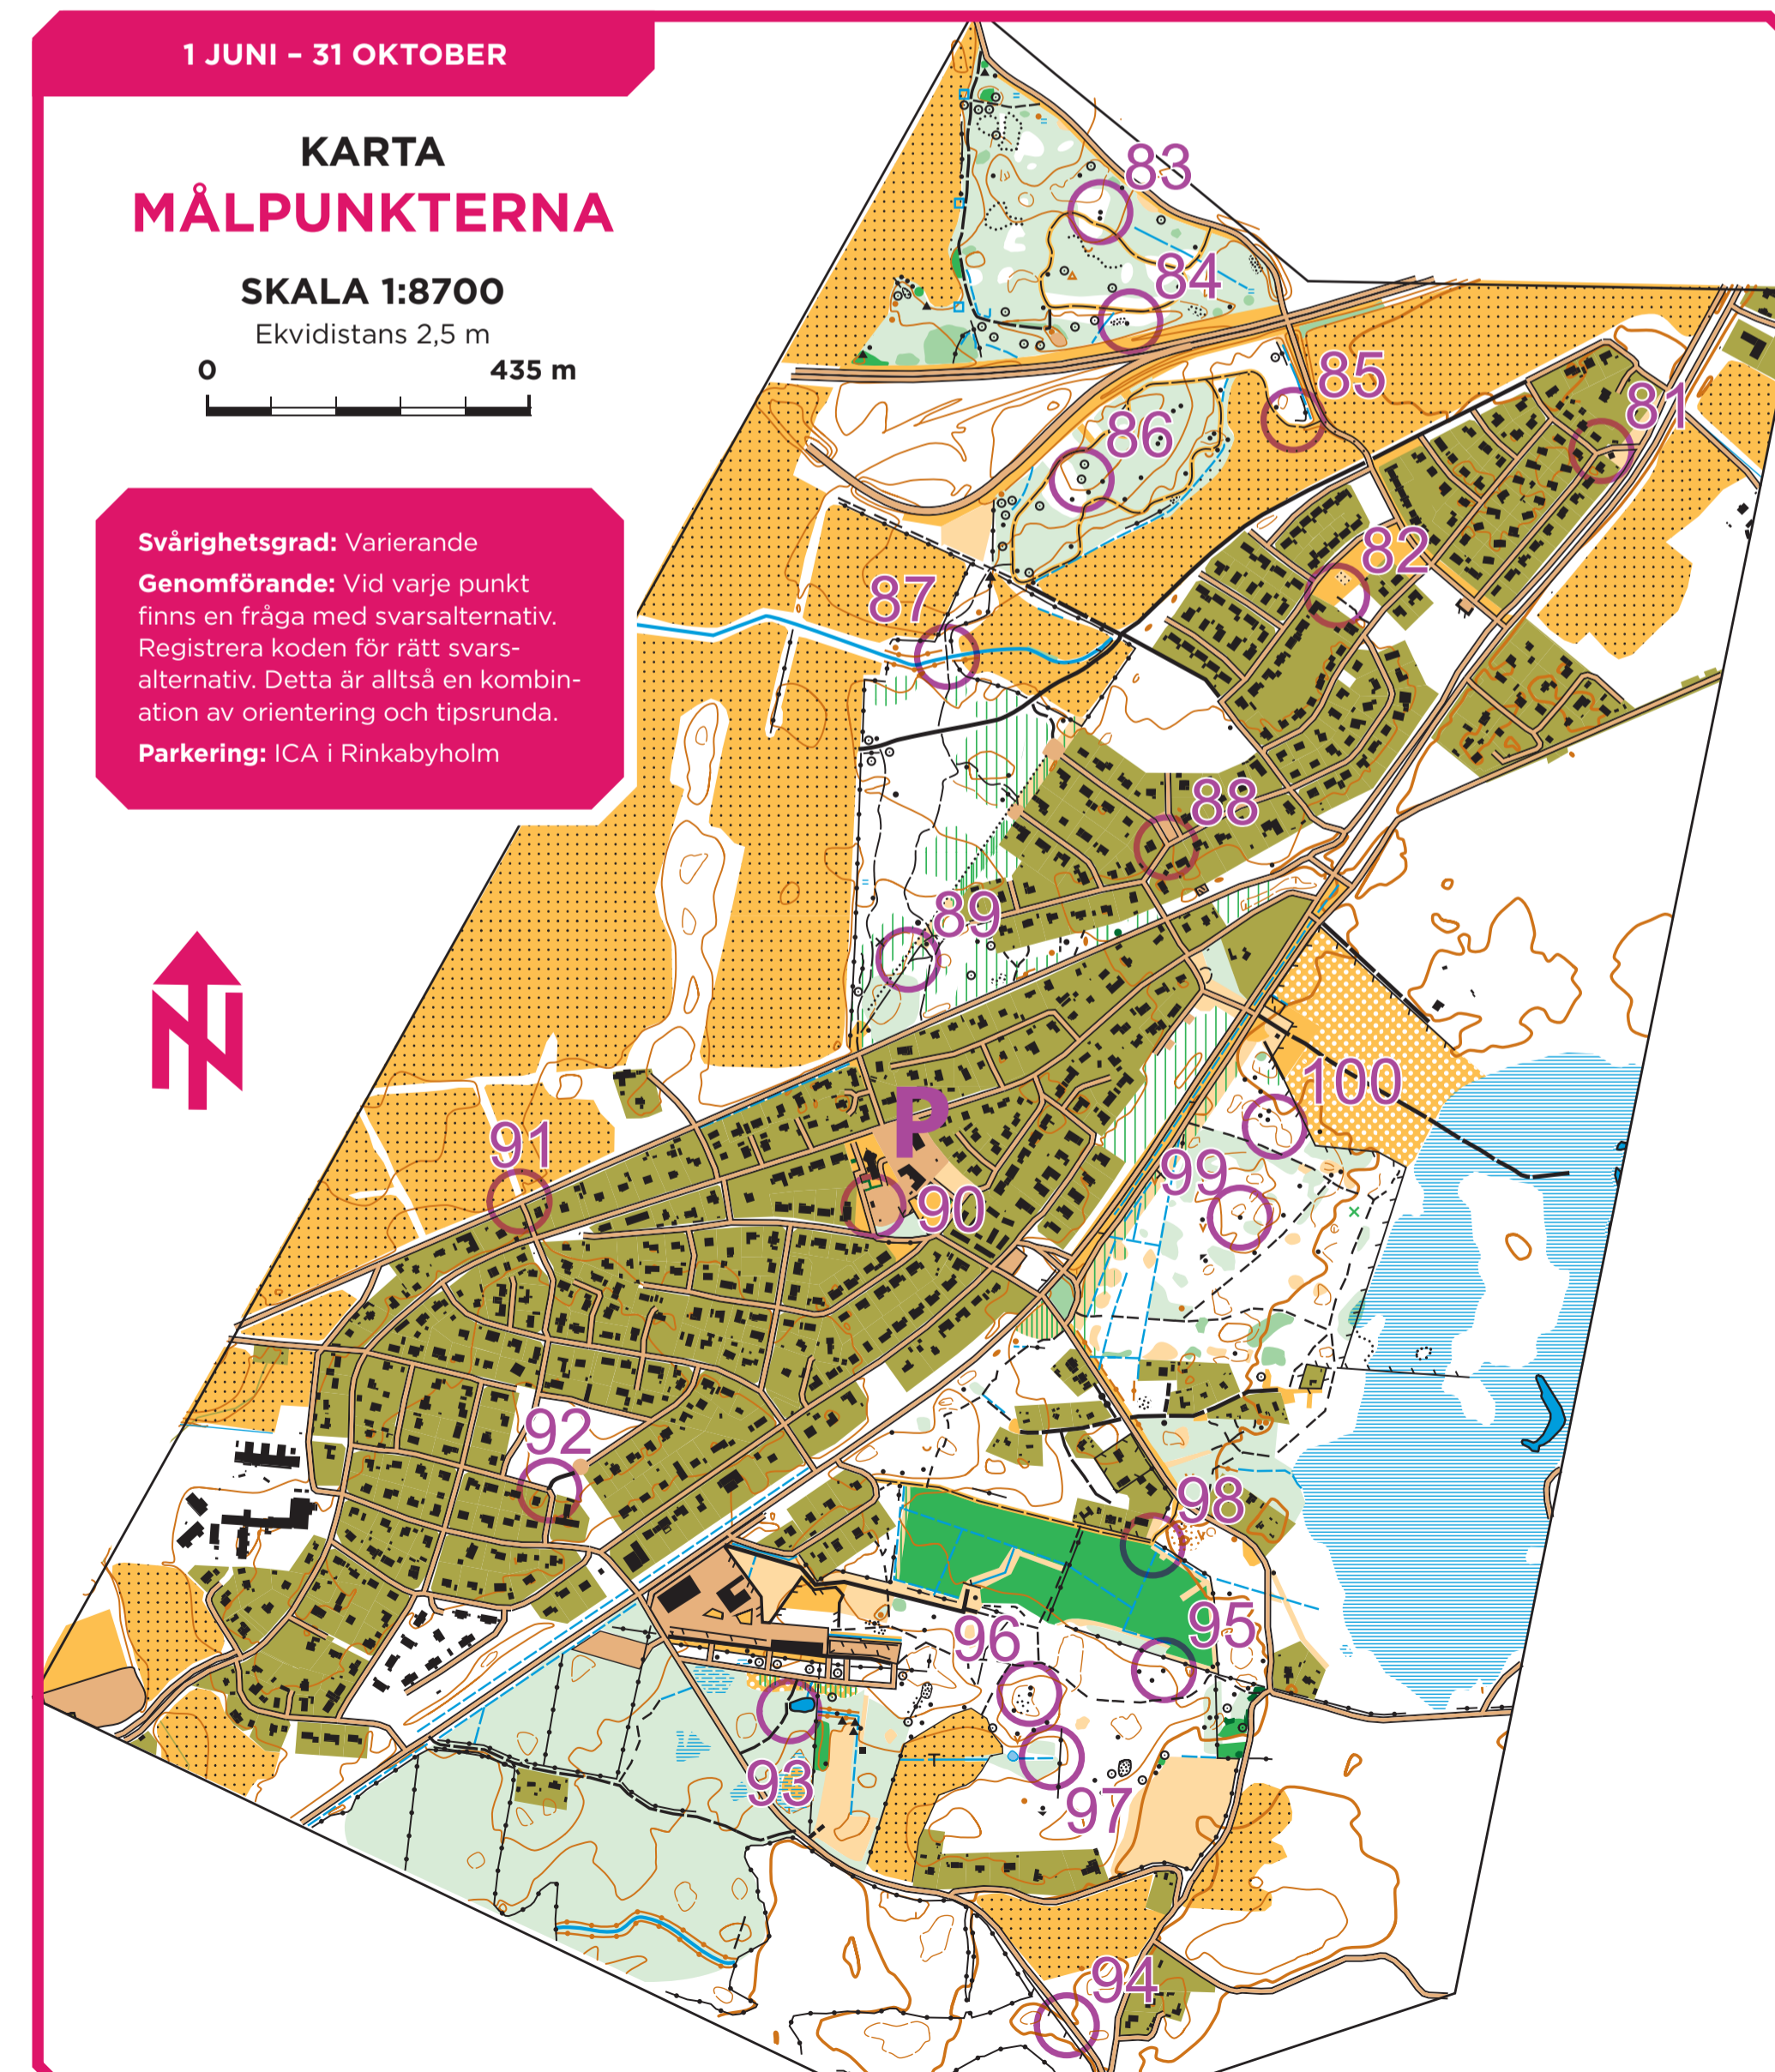 1 JUNI – 31 OKTOBER
KARTA
MÅLPUNKTERNA
SKALA 1:8700
Ekvidistans 2,5 m
0 435 m
Svårighetsgrad: Varierande
Genomförande: Vid varje punkt
finns en fråga med svarsalternativ.
Registrera koden för rätt svars-
alternativ. Detta är alltså en kombin-
ation av orientering och tipsrunda.
Parkering: ICA i Rinkabyholm
N
83
84
85
81
86
82
87
88
89
100
P
91
99
90
92
98
95
96
93
97
94